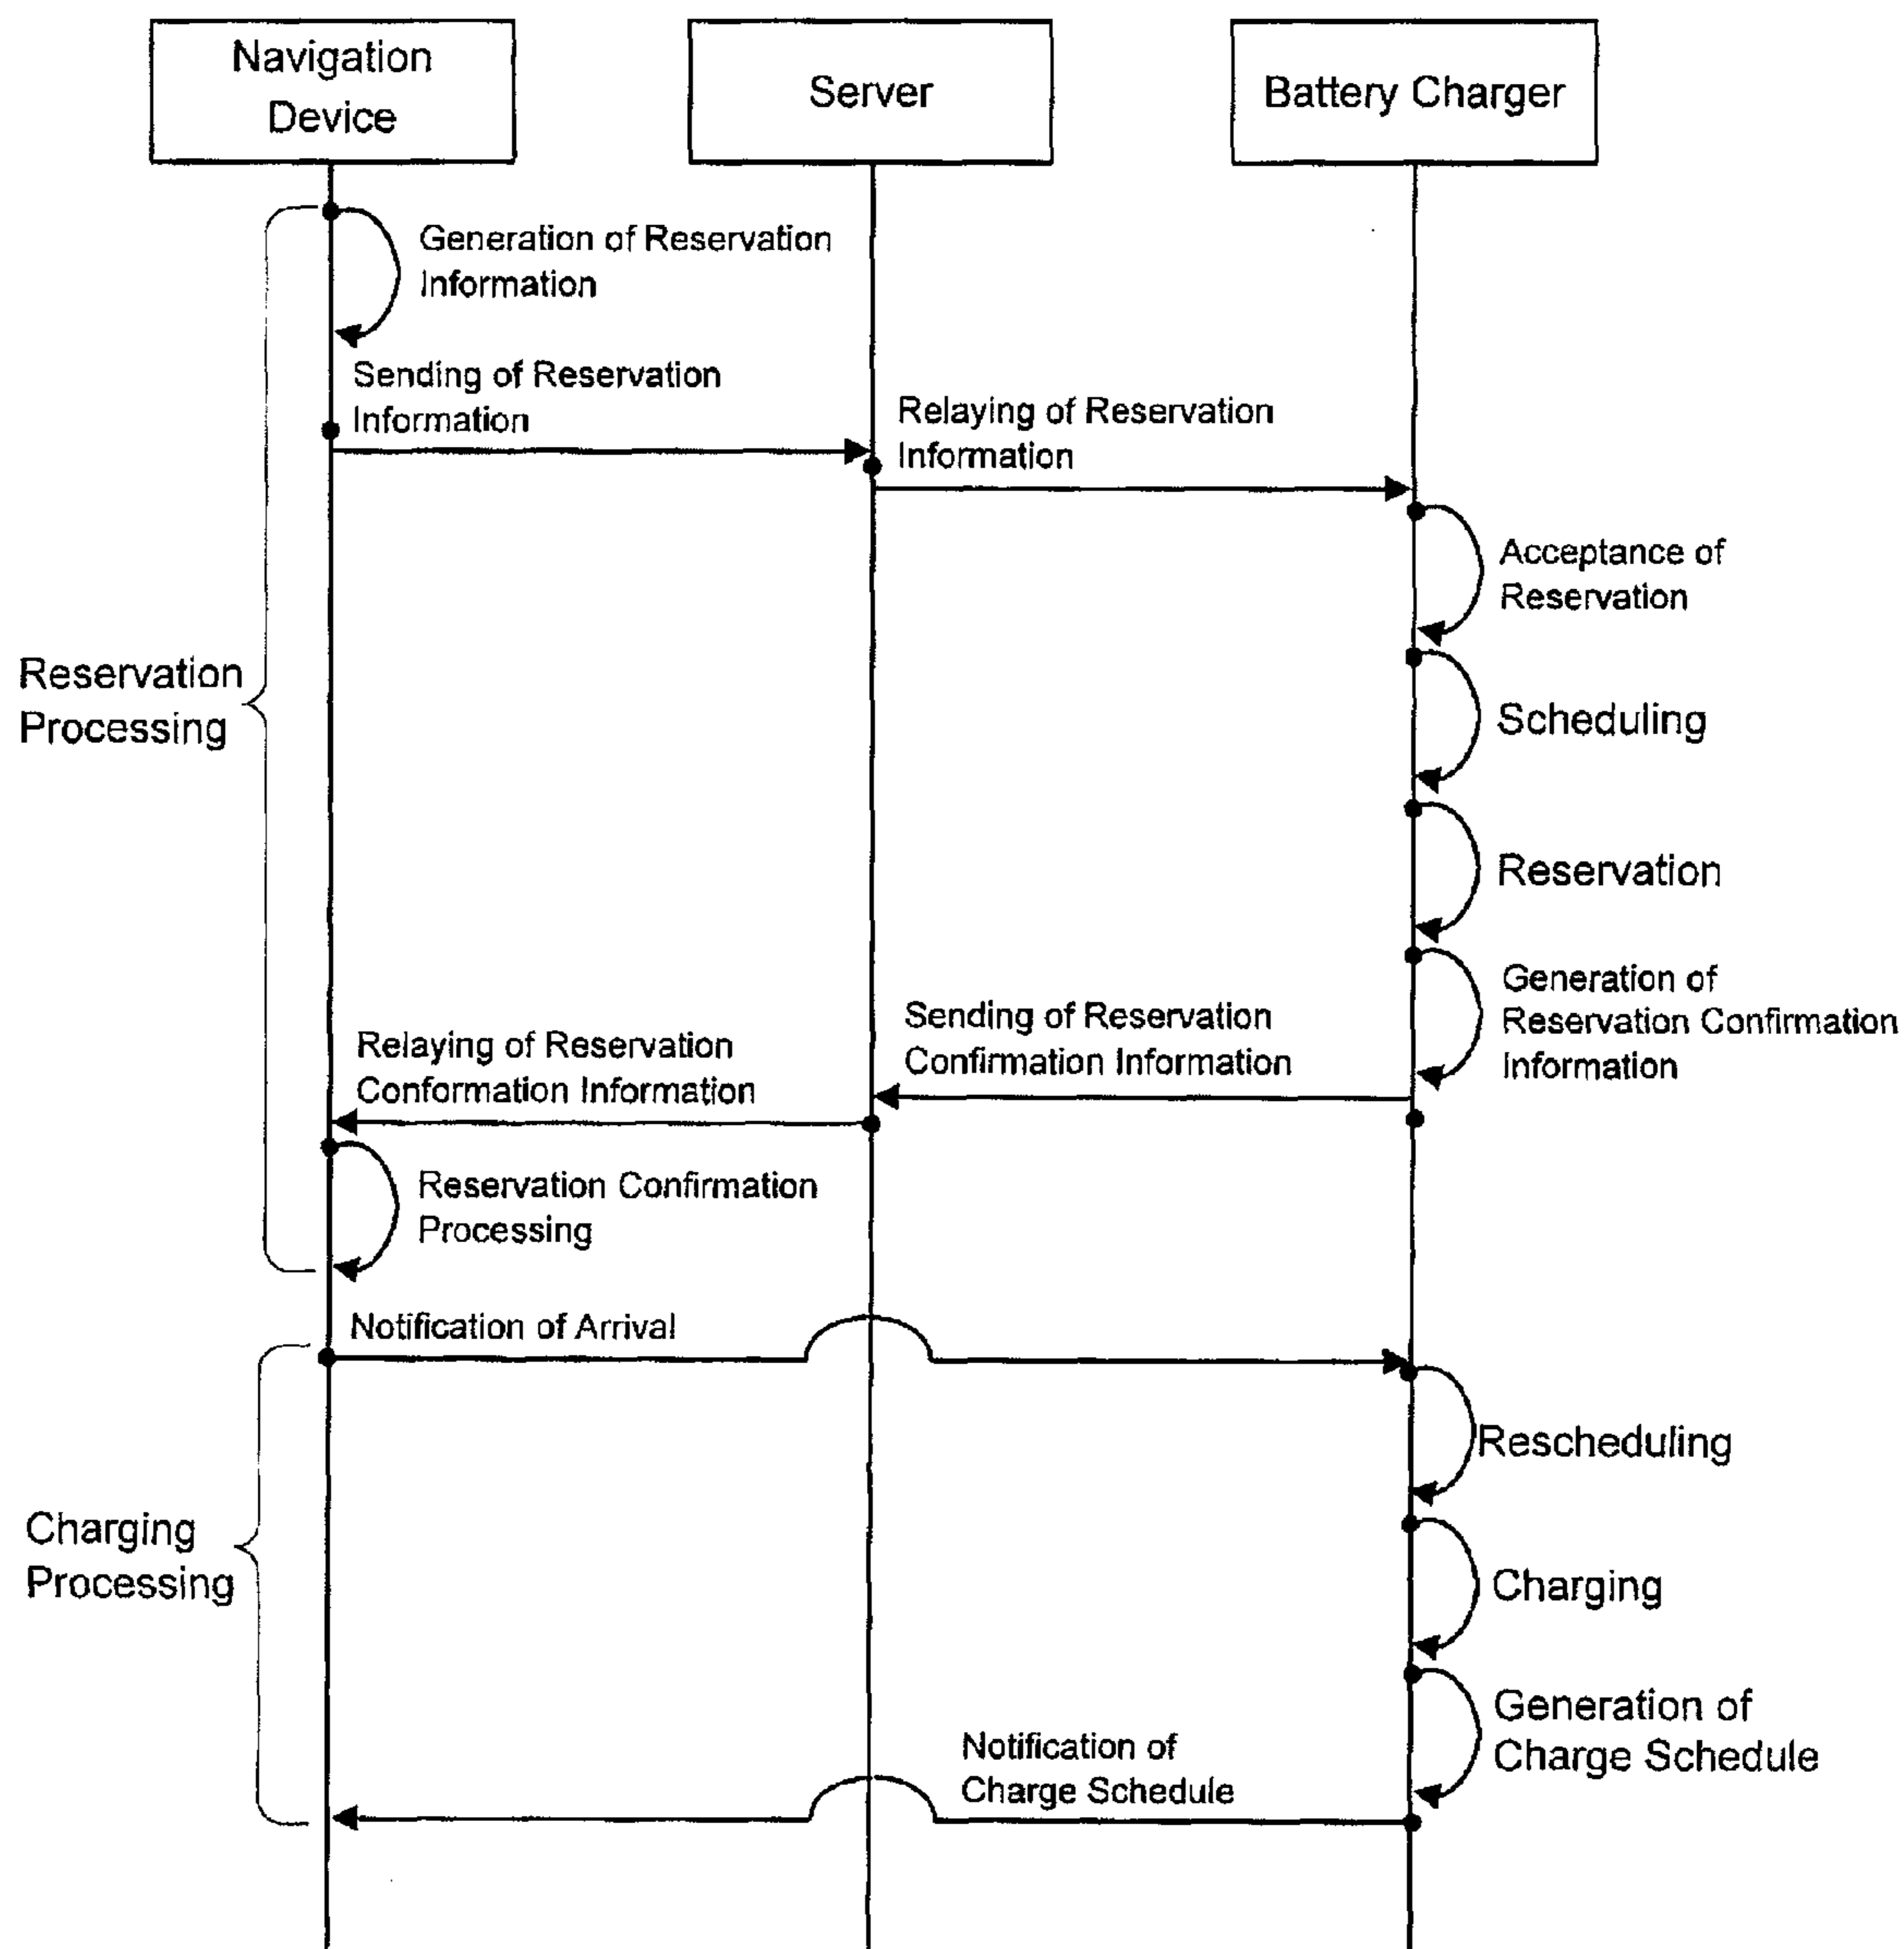 Navigation
Device
Server
Battery Charger
Generation of Reservation
Information
Sending of Reservation
Information
Relaying of Reservation
Information
Acceptance of
Reservation
Reservation
Processing
Scheduling
Reservation
Generation of
Reservation Confirmation
Information
Sending of Reservation
Confirmation Information
Relaying of Reservation
Conformation Information
Reservation Confirmation
Processing
Notification of Arrival
Rescheduling
Charging
Processing
Charging
Generation of
Charge Schedule
Notification of
Charge Schedule